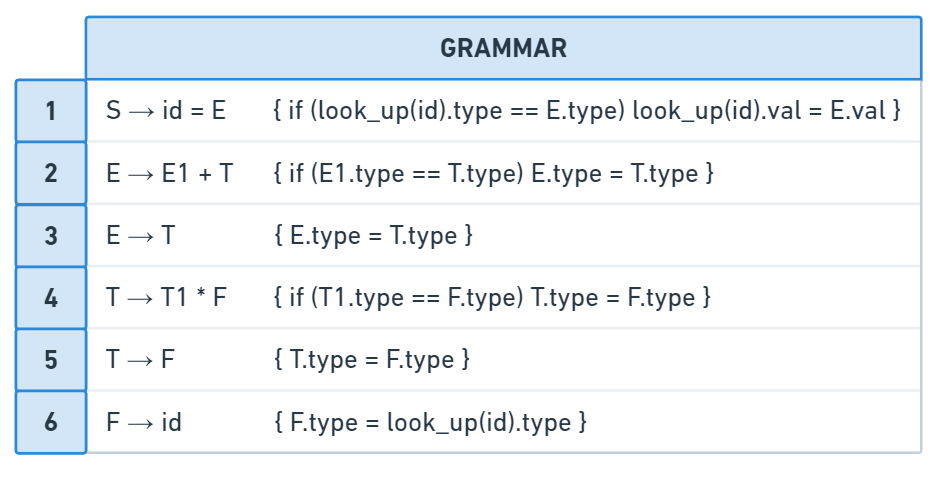 GRAMMAR
1 S → id = E { if (look_up(id).type == E.type) look_up(id).val = E.val }
2 E → E1 + T { if (E1.type == T.type) E.type = T.type }
3 E → T { E.type = T.type }
4 T → T1 * F { if (T1.type == F.type) T.type = F.type }
5 T → F { T.type = F.type }
6 F → id { F.type = look_up(id).type }